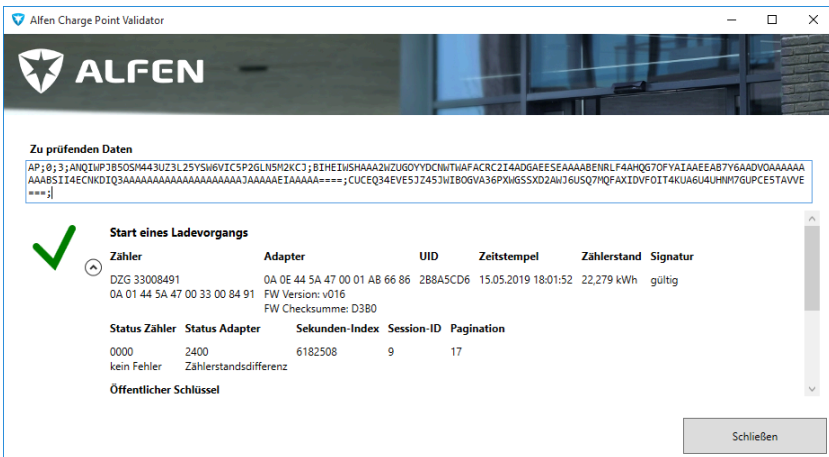 Alfen Charge Point Validator
ALFEN
Zu prüfenden Daten
AP;0;3;ANQIWPJB5OSM443UZ3L25YSW6VIC5P2GLN5M2KCJ;BIHEIWSHAAA2WZUGOYYDCNWTWAFACRC2I4ADGAEESEAAAABENRLF4AHQG7OFYAIAAEEAB7Y6AADVOAAAAAA
AAABSII4ECNKDIQ3AAAAAAAAAAAAAAAAAAAAJAAAAAEIAAAAA====;CUCEQ34EVE5JZ45JWIBOGVA36PXWGSSXD2AWJ6USQ7MQFAXIDVFOIT4KUA6U4UHNM7GUPCE5TAVVE
===;
Start eines Ladevorgangs
Zähler Adapter UID Zeitstempel Zählerstand Signatur
DZG 33008491 0A 0E 44 5A 47 00 01 AB 66 86 2B8A5CD6 15.05.2019 18:01:52 22,279 kWh gültig
0A 01 44 5A 47 00 33 00 84 91 FW Version: v016
FW Checksumme: D3B0
Status Zähler Status Adapter Sekunden-Index Session-ID Pagination
0000 2400 6182508 9 17
kein Fehler Zählerstandsdifferenz
Öffentlicher Schlüssel
Schließen